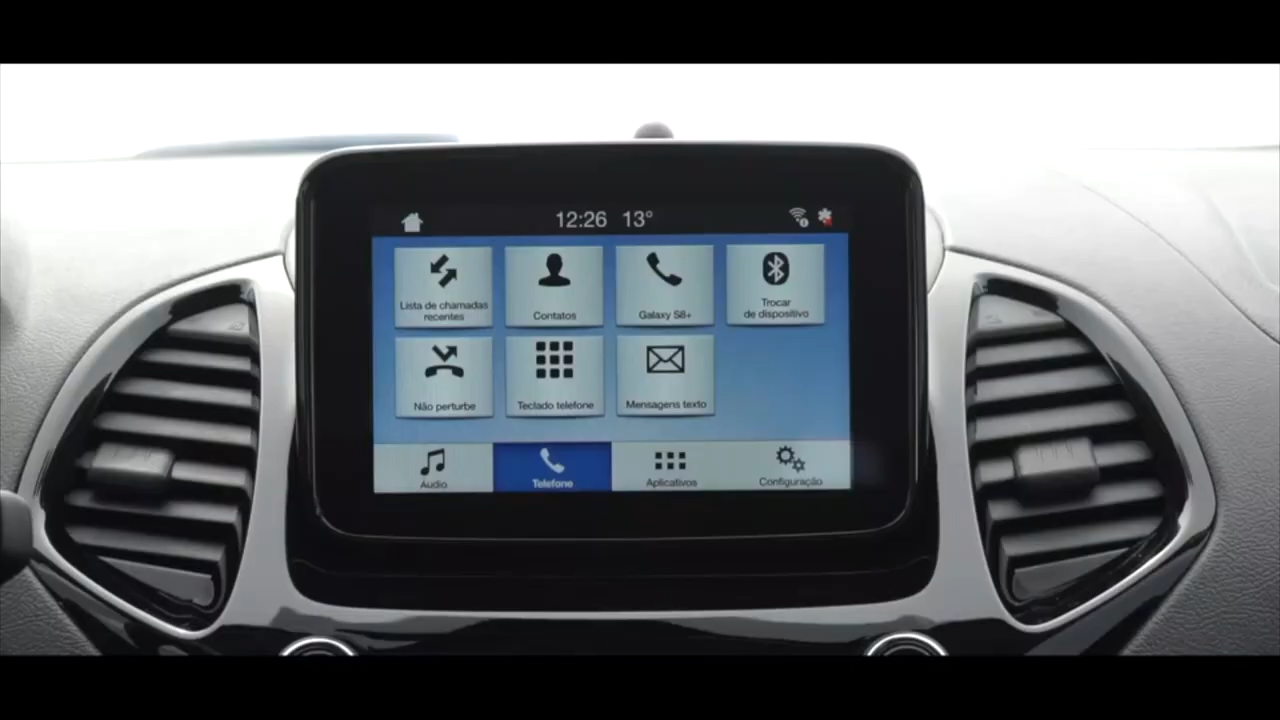 12:26 13°
Lista de chamadas
recentes
Contatos
Galaxy S8+
Trocar
de dispositivo
Não perturbe
Teclado telefone
Mensagens texto
Audio
Telefone
Aplicativos
Configuração